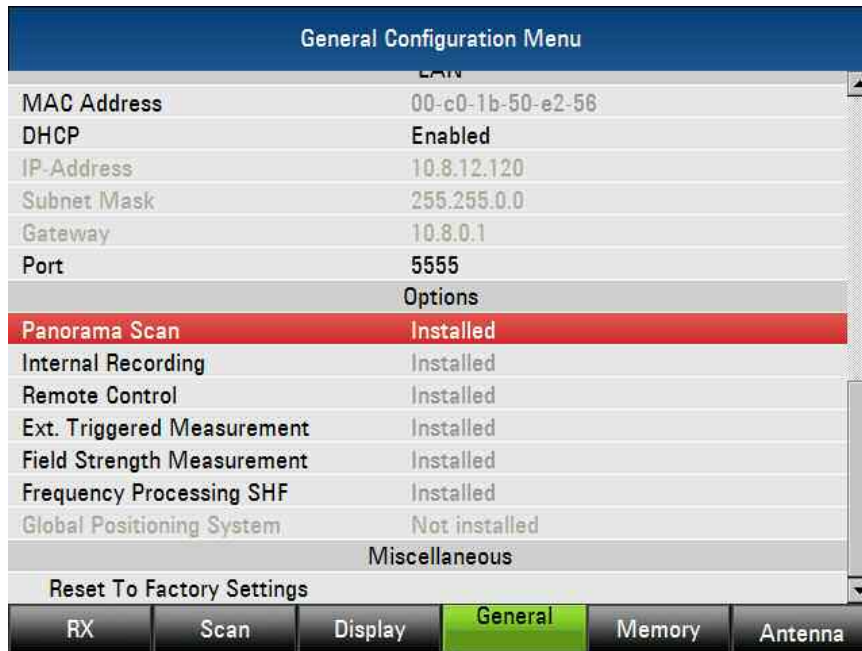 General Configuration Menu
LAN
MAC Address 00-c0-1b-50-e2-56
DHCP Enabled
IP-Address 10.8.12.120
Subnet Mask 255.255.0.0
Gateway 10.8.0.1
Port 5555
Options
Panorama Scan Installed
Internal Recording Installed
Remote Control Installed
Ext. Triggered Measurement Installed
Field Strength Measurement Installed
Frequency Processing SHF Installed
Global Positioning System Not installed
Miscellaneous
Reset To Factory Settings
RX Scan Display General Memory Antenna